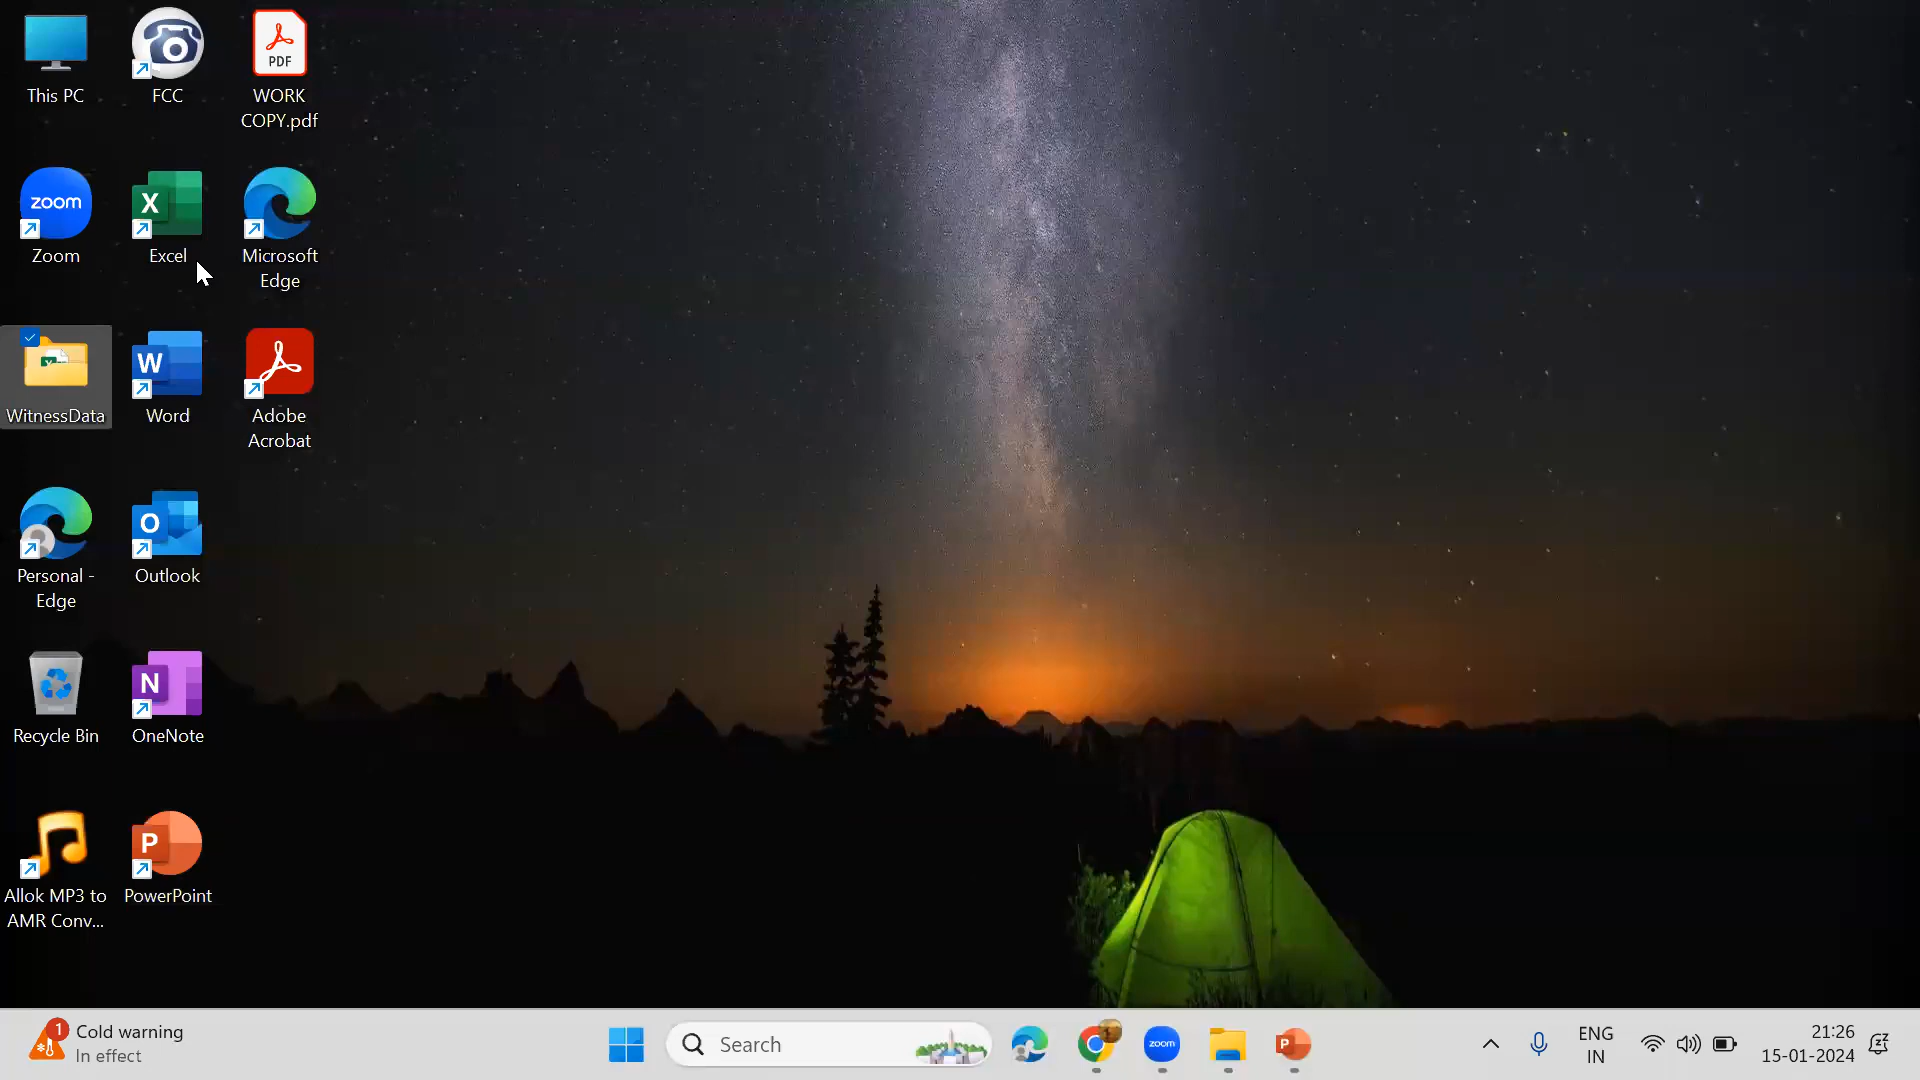 This PC
FCC
PDF
WORK
COPY.pdf
zoom
Zoom
X
Excel
Microsoft
Edge
WitnessData
W
Word
Adobe
Acrobat
Personal -
Edge
O
Outlook
Recycle Bin
N
OneNote
Allok MP3 to
AMR Conv...
P
PowerPoint
1
Cold warning
In effect
Search
zoom
P
ENG
IN
21:26
15-01-2024